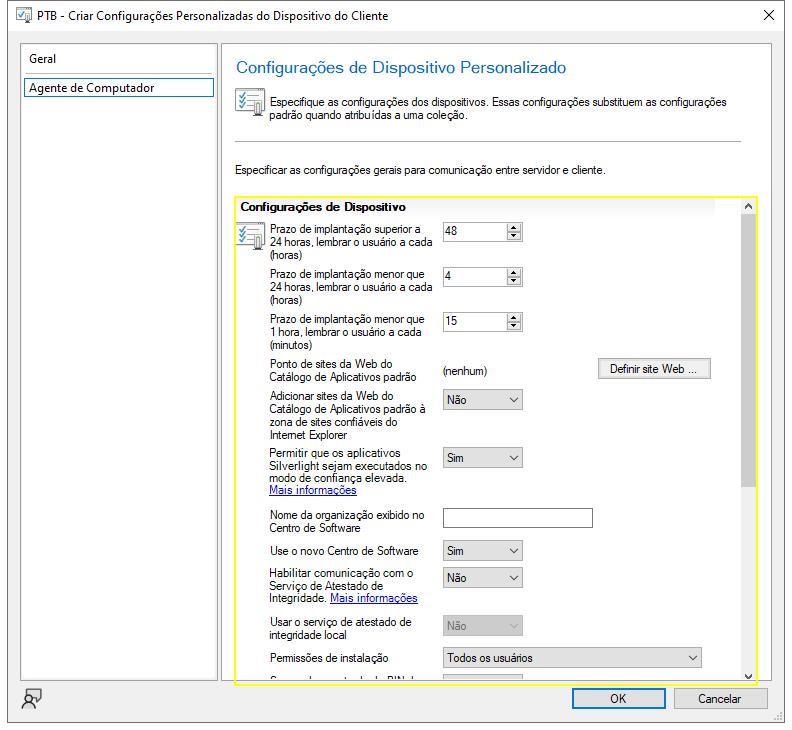 PTB - Criar Configurações Personalizadas do Dispositivo do Cliente
Geral
Agente de Computador
Configurações de Dispositivo Personalizado
Especifique as configurações dos dispositivos. Essas configurações substituem as configurações
padrão quando atribuídas a uma coleção.
Especificar as configurações gerais para comunicação entre servidor e cliente.
Configurações de Dispositivo
Prazo de implantação superior a
24 horas, lembrar o usuário a cada
(horas)
48
Prazo de implantação menor que
24 horas, lembrar o usuário a cada
(horas)
4
Prazo de implantação menor que
1 hora, lembrar o usuário a cada
(minutos)
15
Ponto de sites da Web do
Catálogo de Aplicativos padrão
(nenhum)
Definir site Web ...
Adicionar sites da Web do
Catálogo de Aplicativos padrão à
zona de sites confiáveis do
Internet Explorer
Não
Permitir que os aplicativos
Silverlight sejam executados no
modo de confiança elevada.
Mais informações
Sim
Nome da organização exibido no
Centro de Software
Use o novo Centro de Software
Sim
Habilitar comunicação com o
Serviço de Atestado de
Integridade. Mais informações
Não
Usar o serviço de atestado de
integridade local
Não
Permissões de instalação
Todos os usuários
OK
Cancelar